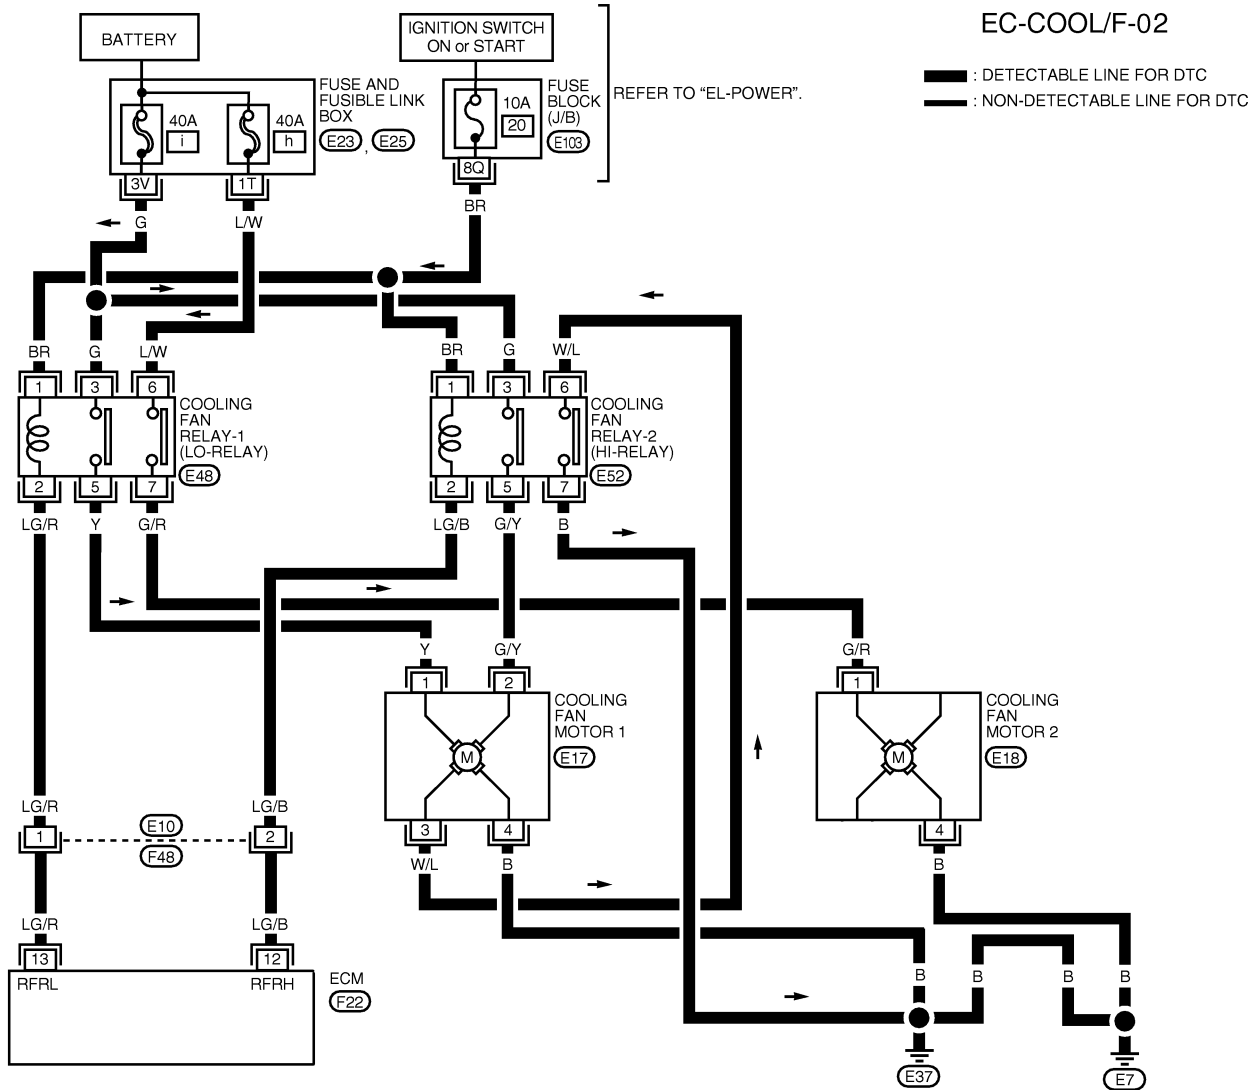 EC-COOL/F-02
BATTERY
IGNITION SWITCH
ON or START
: DETECTABLE LINE FOR DTC
: NON-DETECTABLE LINE FOR DTC
FUSE AND
FUSIBLE LINK
BOX
E23 , E25
40A
i
40A
h
10A
20
FUSE
BLOCK
(J/B)
E103
REFER TO “EL-POWER”.
3V
1T
8Q
G
L/W
BR
BR
G
L/W
BR
G
W/L
1
3
6
1
3
6
COOLING
FAN
RELAY-1
(LO-RELAY)
E48
COOLING
FAN
RELAY-2
(HI-RELAY)
E52
2
5
7
2
5
7
LG/R
Y
G/R
LG/B
G/Y
B
Y
G/Y
G/R
1
2
1
COOLING
FAN
MOTOR 1
E17
COOLING
FAN
MOTOR 2
E18
M
M
LG/R
LG/B
1
E10
F48
2
3
4
4
W/L
B
B
LG/R
LG/B
13
12
RFRL
RFRH
ECM
F22
B
B
B
B
E37
E7